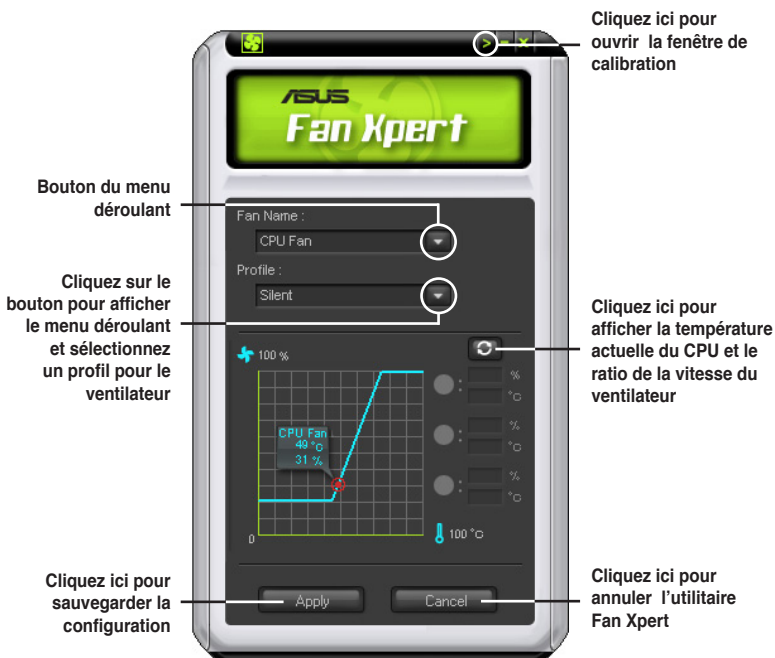 Cliquez ici pour
ouvrir la fenêtre de
calibration
ASUS
Fan Xpert
Bouton du menu
déroulant
Fan Name :
CPU Fan
Profile :
Silent
Cliquez sur le
bouton pour afficher
le menu déroulant
et sélectionnez
un profil pour le
ventilateur
Cliquez ici pour
afficher la température
actuelle du CPU et le
ratio de la vitesse du
ventilateur
100 %
%
°C
CPU Fan
49 °C
31 %
%
°C
%
°C
0
100 °C
Cliquez ici pour
sauvegarder la
configuration
Apply
Cancel
Cliquez ici pour
annuler l'utilitaire
Fan Xpert